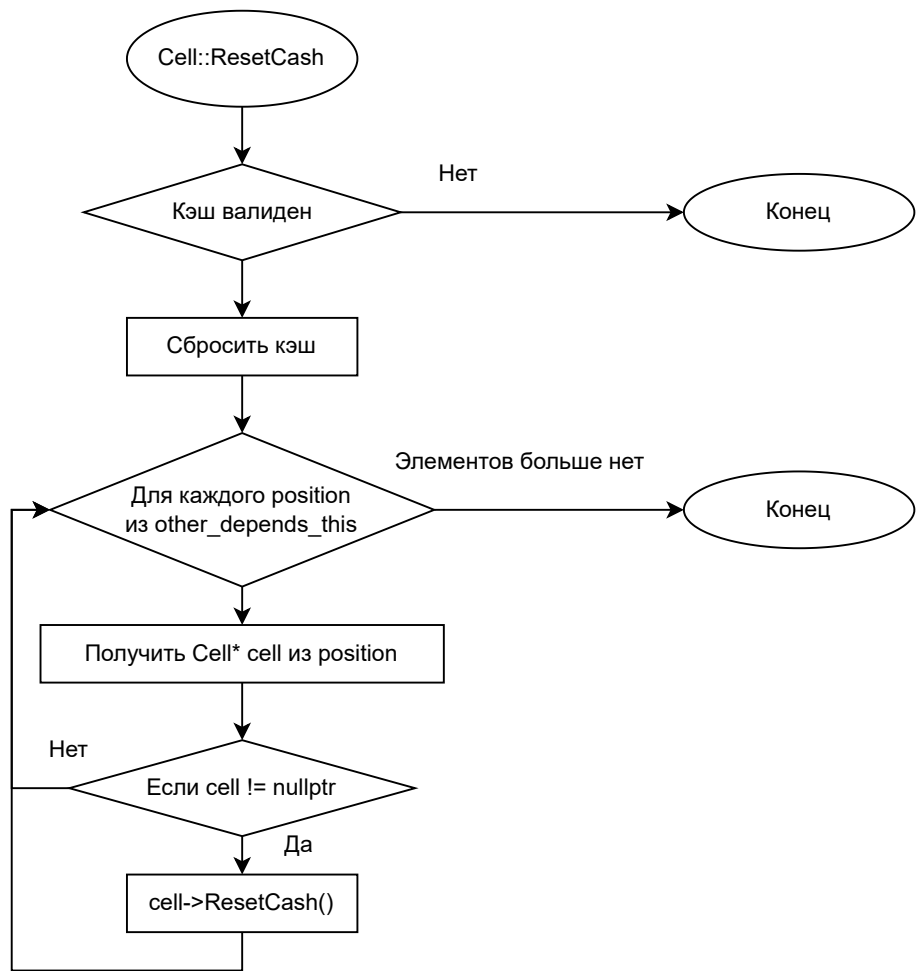 Cell::ResetCash
Нет
Кэш валиден
Конец
Сбросить кэш
Элементов больше нет
Для каждого position
из other_depends_this
Конец
Получить Cell* cell из position
Нет
Если cell != nullptr
Да
cell->ResetCash()